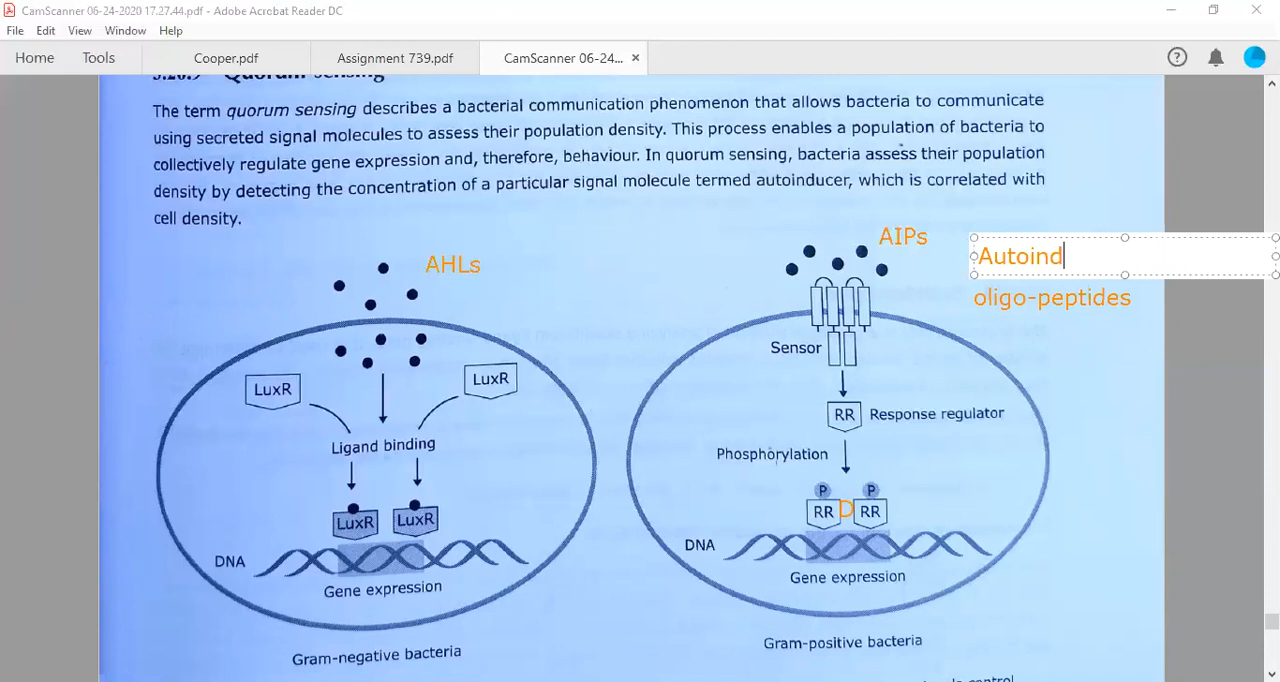 CamScanner 06-24-2020 17.27.44.pdf - Adobe Acrobat Reader DC
File Edit View Window Help
Home Tools Cooper.pdf Assignment 739.pdf CamScanner 06-24... ×
Quorum sensing
The term quorum sensing describes a bacterial communication phenomenon that allows bacteria to communicate
using secreted signal molecules to assess their population density. This process enables a population of bacteria to
collectively regulate gene expression and, therefore, behaviour. In quorum sensing, bacteria assess their population
density by detecting the concentration of a particular signal molecule termed autoinducer, which is correlated with
cell density.
AHLs
LuxR
LuxR
Ligand binding
LuxR LuxR
DNA
Gene expression
Gram-negative bacteria
AIPs
Autoind
oligo-peptides
Sensor
RR Response regulator
Phosphorylation
P P
RR D RR
DNA
Gene expression
Gram-positive bacteria